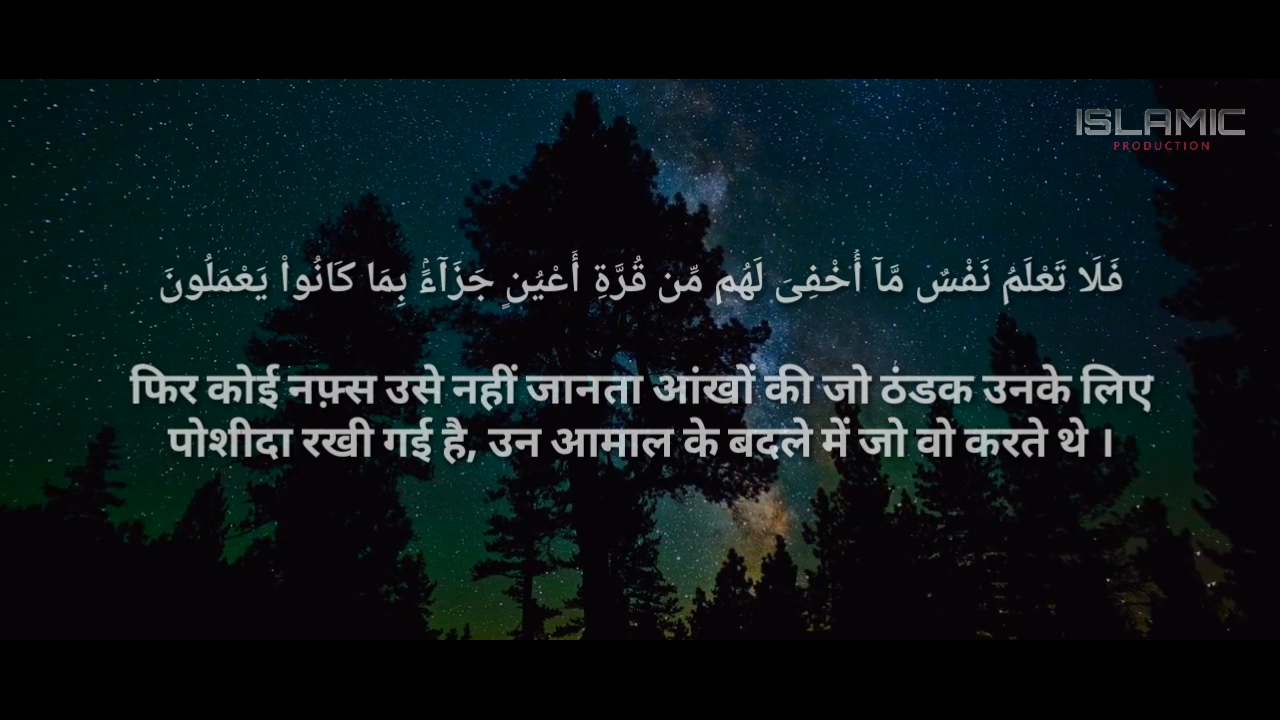 ISLAMIC
PRODUCTION
فَلَا تَعْلَمُ نَفْسٌ مَّآ أُخْفِىَ لَهُم مِّن قُرَّةِ أَعْيُنٍ جَزَآءًۢ بِمَا كَانُوا۟ يَعْمَلُونَ
फिर कोई नफ़्स उसे नहीं जानता आंखों की जो ठंडक उनके लिए
पोशीदा रखी गई है, उन आमाल के बदले में जो वो करते थे ।